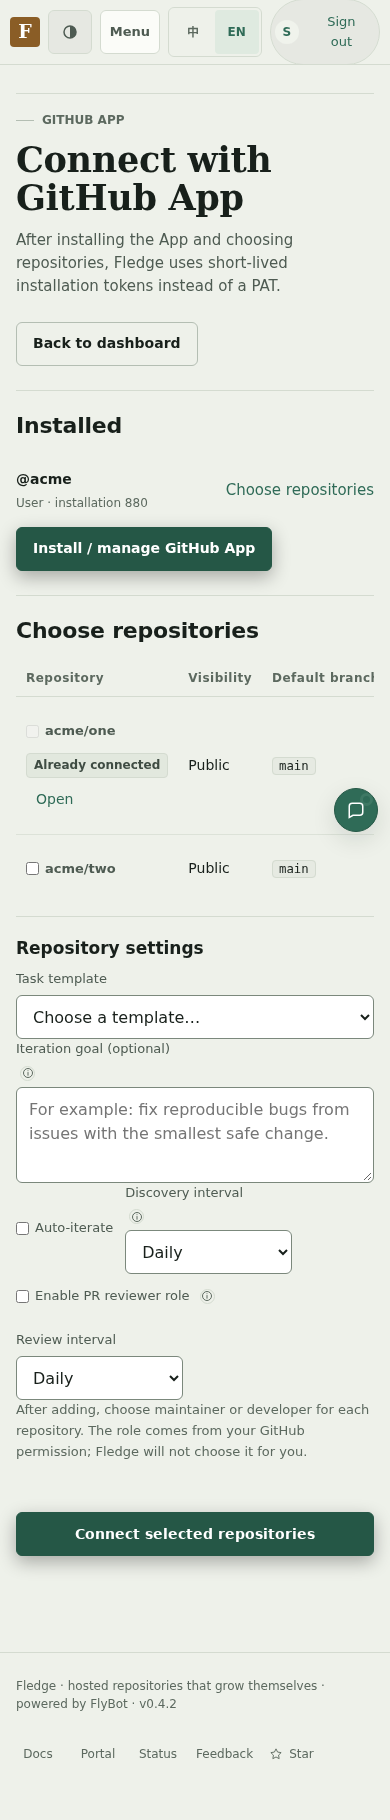 F Menu 中 EN S Sign out
GITHUB APP
Connect with
GitHub App
After installing the App and choosing
repositories, Fledge uses short-lived
installation tokens instead of a PAT.
Back to dashboard
Installed
@acme
User · installation 880
Choose repositories
Install / manage GitHub App
Choose repositories
Repository Visibility Default branch
acme/one
Already connected Public main
Open
acme/two Public main
Repository settings
Task template
Choose a template...
Iteration goal (optional)
For example: fix reproducible bugs from
issues with the smallest safe change.
Discovery interval
Auto-iterate
Daily
Enable PR reviewer role
Review interval
Daily
After adding, choose maintainer or developer for each
repository. The role comes from your GitHub
permission; Fledge will not choose it for you.
Connect selected repositories
Fledge · hosted repositories that grow themselves ·
powered by FlyBot · v0.4.2
Docs Portal Status Feedback Star